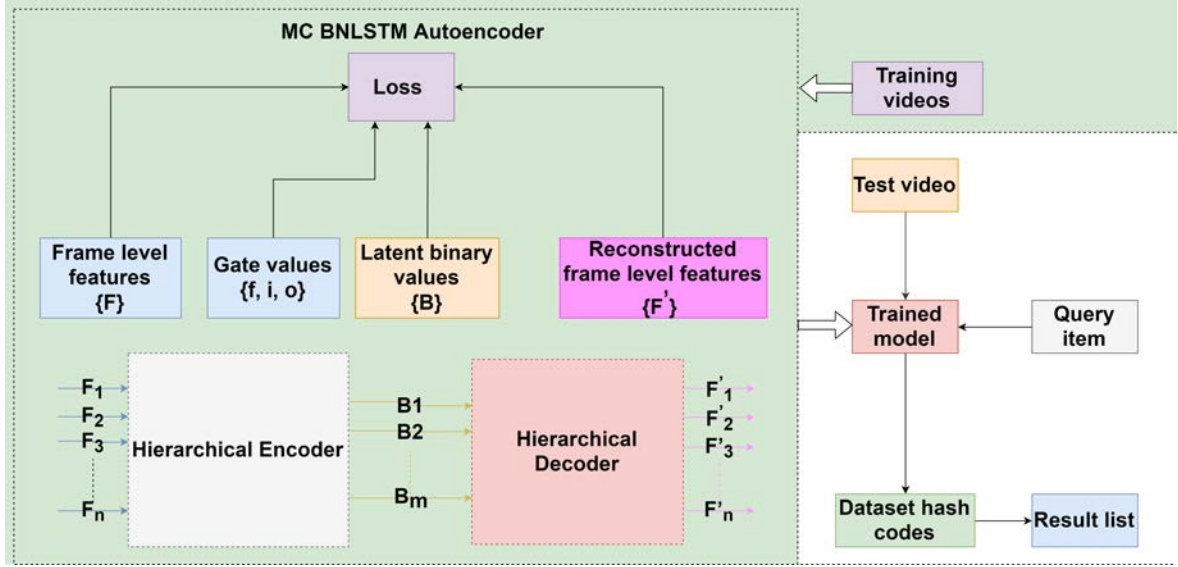 MC BNLSTM Autoencoder
Loss
Training
videos
Frame level
features
{F}
Gate values
{f, i, o}
Latent binary
values
{B}
Reconstructed
frame level features
{F'}
Test video
Trained
model
Query
item
F1
F2
F3
Fn
Hierarchical Encoder
B1
B2
Bm
Hierarchical
Decoder
F'1
F'2
F'3
F'n
Dataset hash
codes
Result list